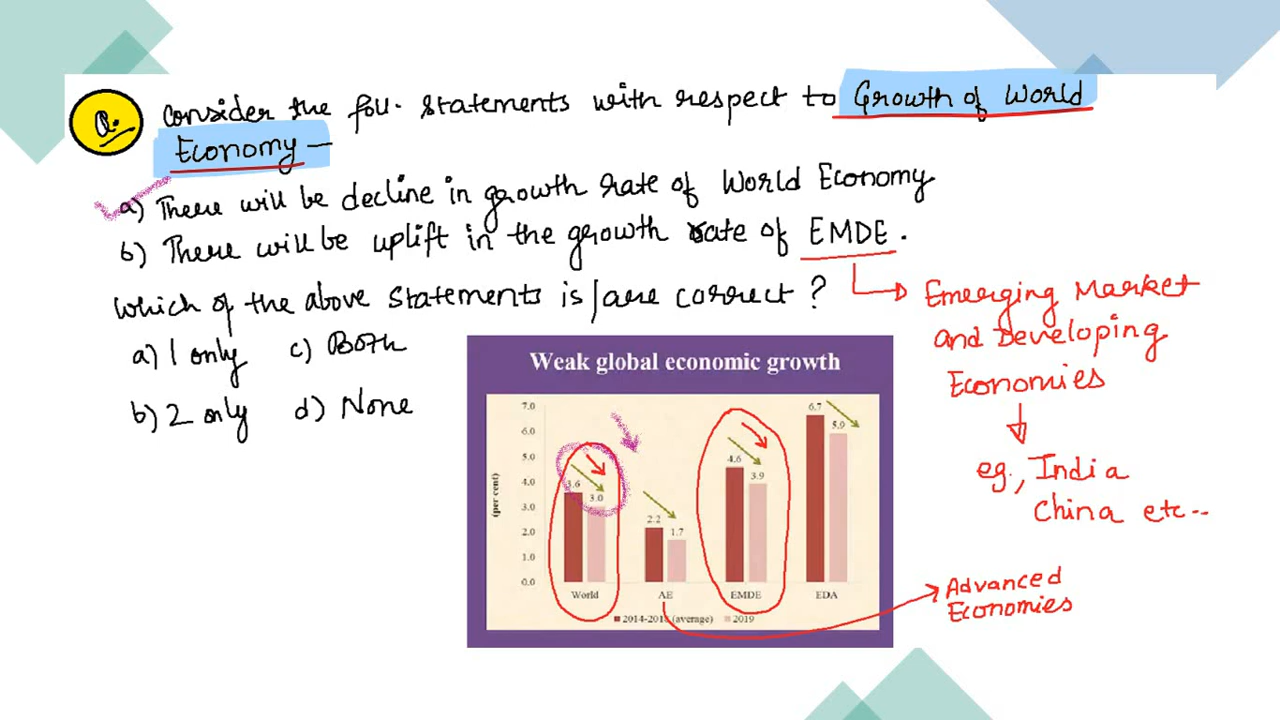 Q. Consider the foll. statements with respect to Growth of World
Economy –
a) There will be decline in growth rate of World Economy
b) There will be uplift in the growth rate of EMDE.
Which of the above statements is/are correct?
a) 1 only c) Both
b) 2 only d) None
Emerging Market
and Developing
Economies
eg., India
China etc..
Weak global economic growth
(per cent)
7.0
6.0
5.0
4.0
3.0
2.0
1.0
0.0
3.6 3.0
2.2 1.7
4.6 3.9
6.7 5.9
World AE EMDE EDA
2014-2018 (average) 2019
Advanced
Economies